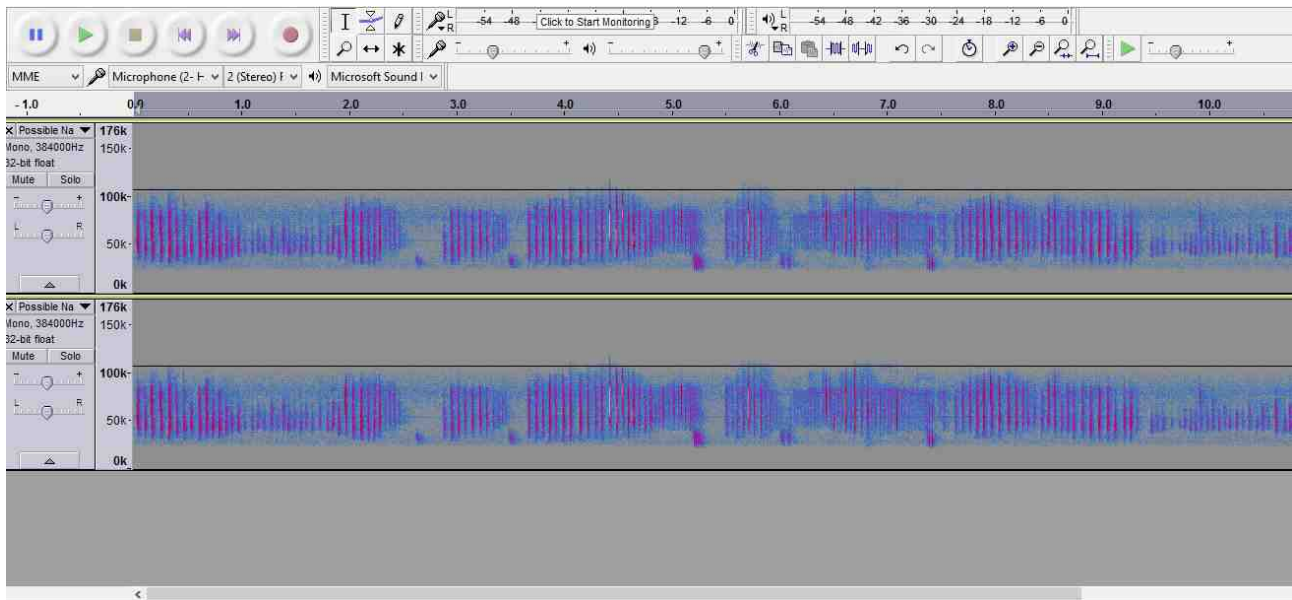 L R -54 -48 Click to Start Monitoring 3 -12 -6 0 L R -54 -48 -42 -36 -30 -24 -18 -12 -6 0
- + - + - +
MME Microphone (2- H 2 (Stereo) F Microsoft Sound I
- 1.0 0.0 1.0 2.0 3.0 4.0 5.0 6.0 7.0 8.0 9.0 10.0
X Possible Na 176k
Mono, 384000Hz 150k
32-bit float
Mute Solo
- + 100k
L R 50k
0k
X Possible Na 176k
Mono, 384000Hz 150k
32-bit float
Mute Solo
- + 100k
L R 50k
0k